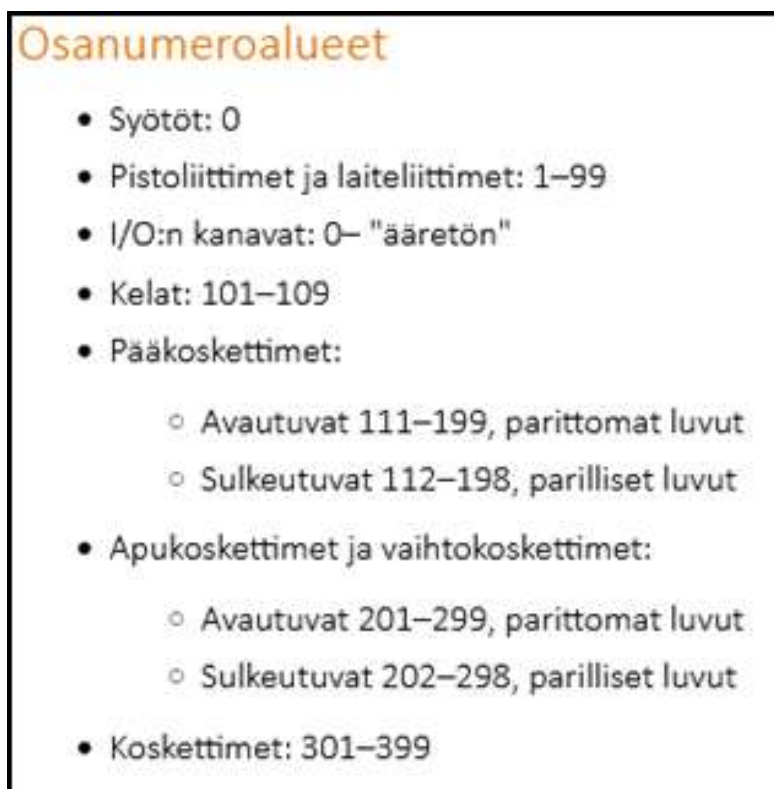 Osanumeroalueet
• Syötöt: 0
• Pistoliittimet ja laiteliittimet: 1–99
• I/O:n kanavat: 0– "ääretön"
• Kelat: 101–109
• Pääkoskettimet:
○ Avautuvat 111–199, parittomat luvut
○ Sulkeutuvat 112–198, parilliset luvut
• Apukoskettimet ja vaihtokoskettimet:
○ Avautuvat 201–299, parittomat luvut
○ Sulkeutuvat 202–298, parilliset luvut
• Koskettimet: 301–399